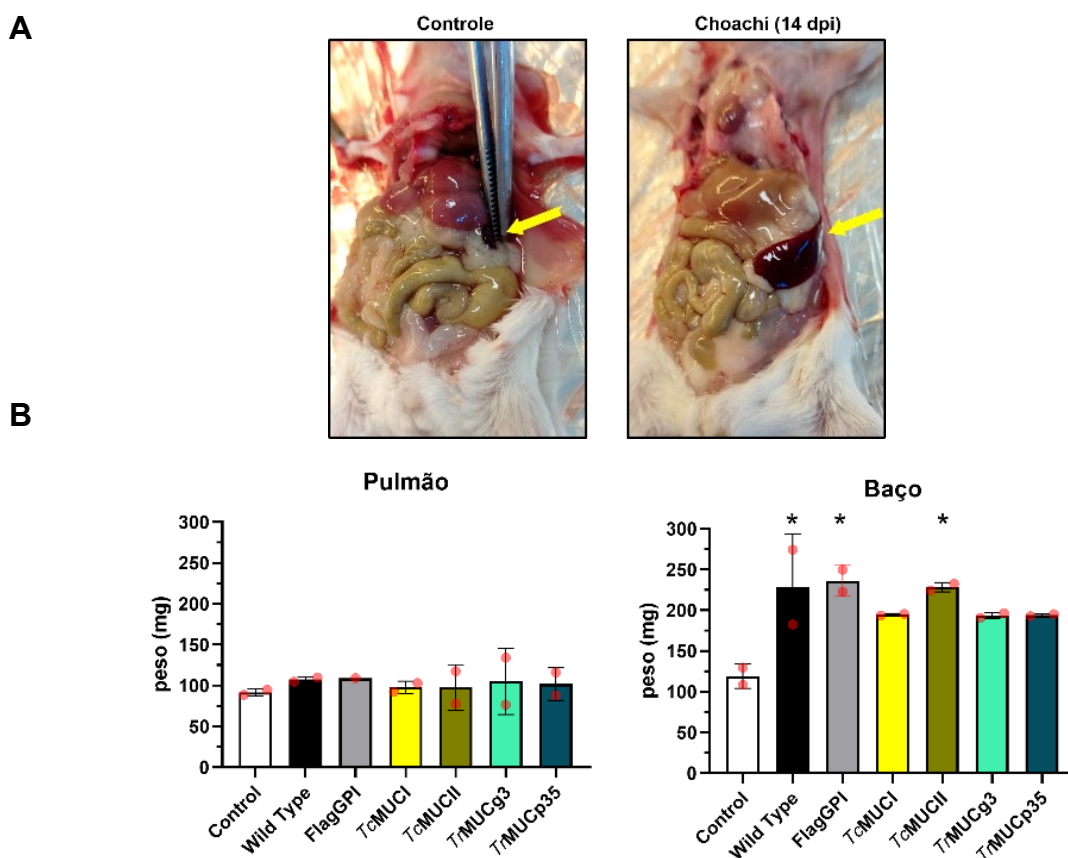 A
Controle
Choachi (14 dpi)
B
Pulmão
peso (mg)
300
250
200
150
100
50
0
Control
Wild Type
FlagGPI
TcMUCI
TcMUCII
TrMUCg3
TrMUCp35
Baço
* * *
peso (mg)
300
250
200
150
100
50
0
Control
Wild Type
FlagGPI
TcMUCI
TcMUCII
TrMUCg3
TrMUCp35